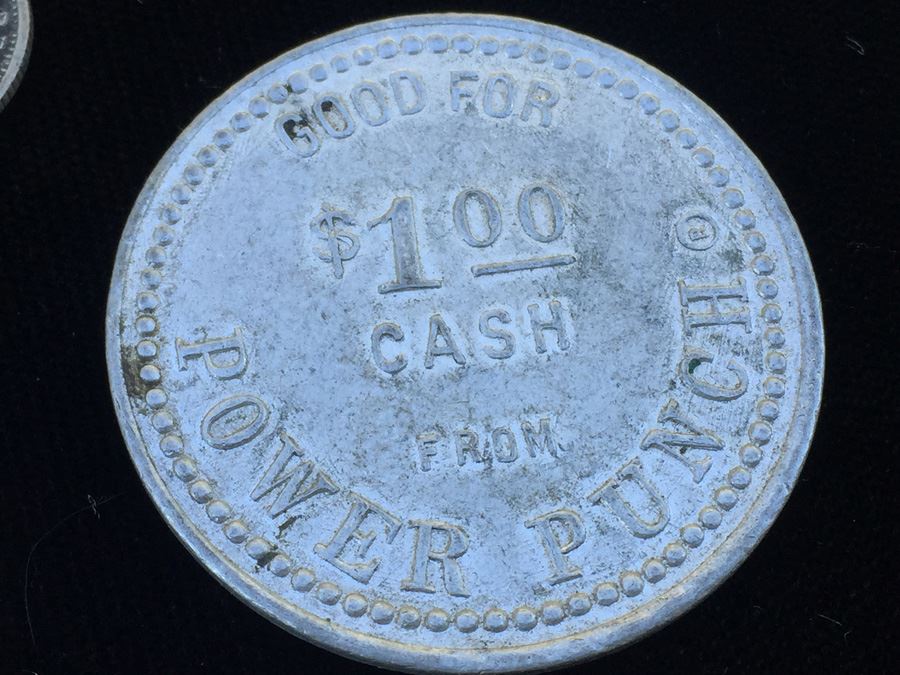 GOOD FOR
$1.00
CASH
FROM
POWER PUNCH ®